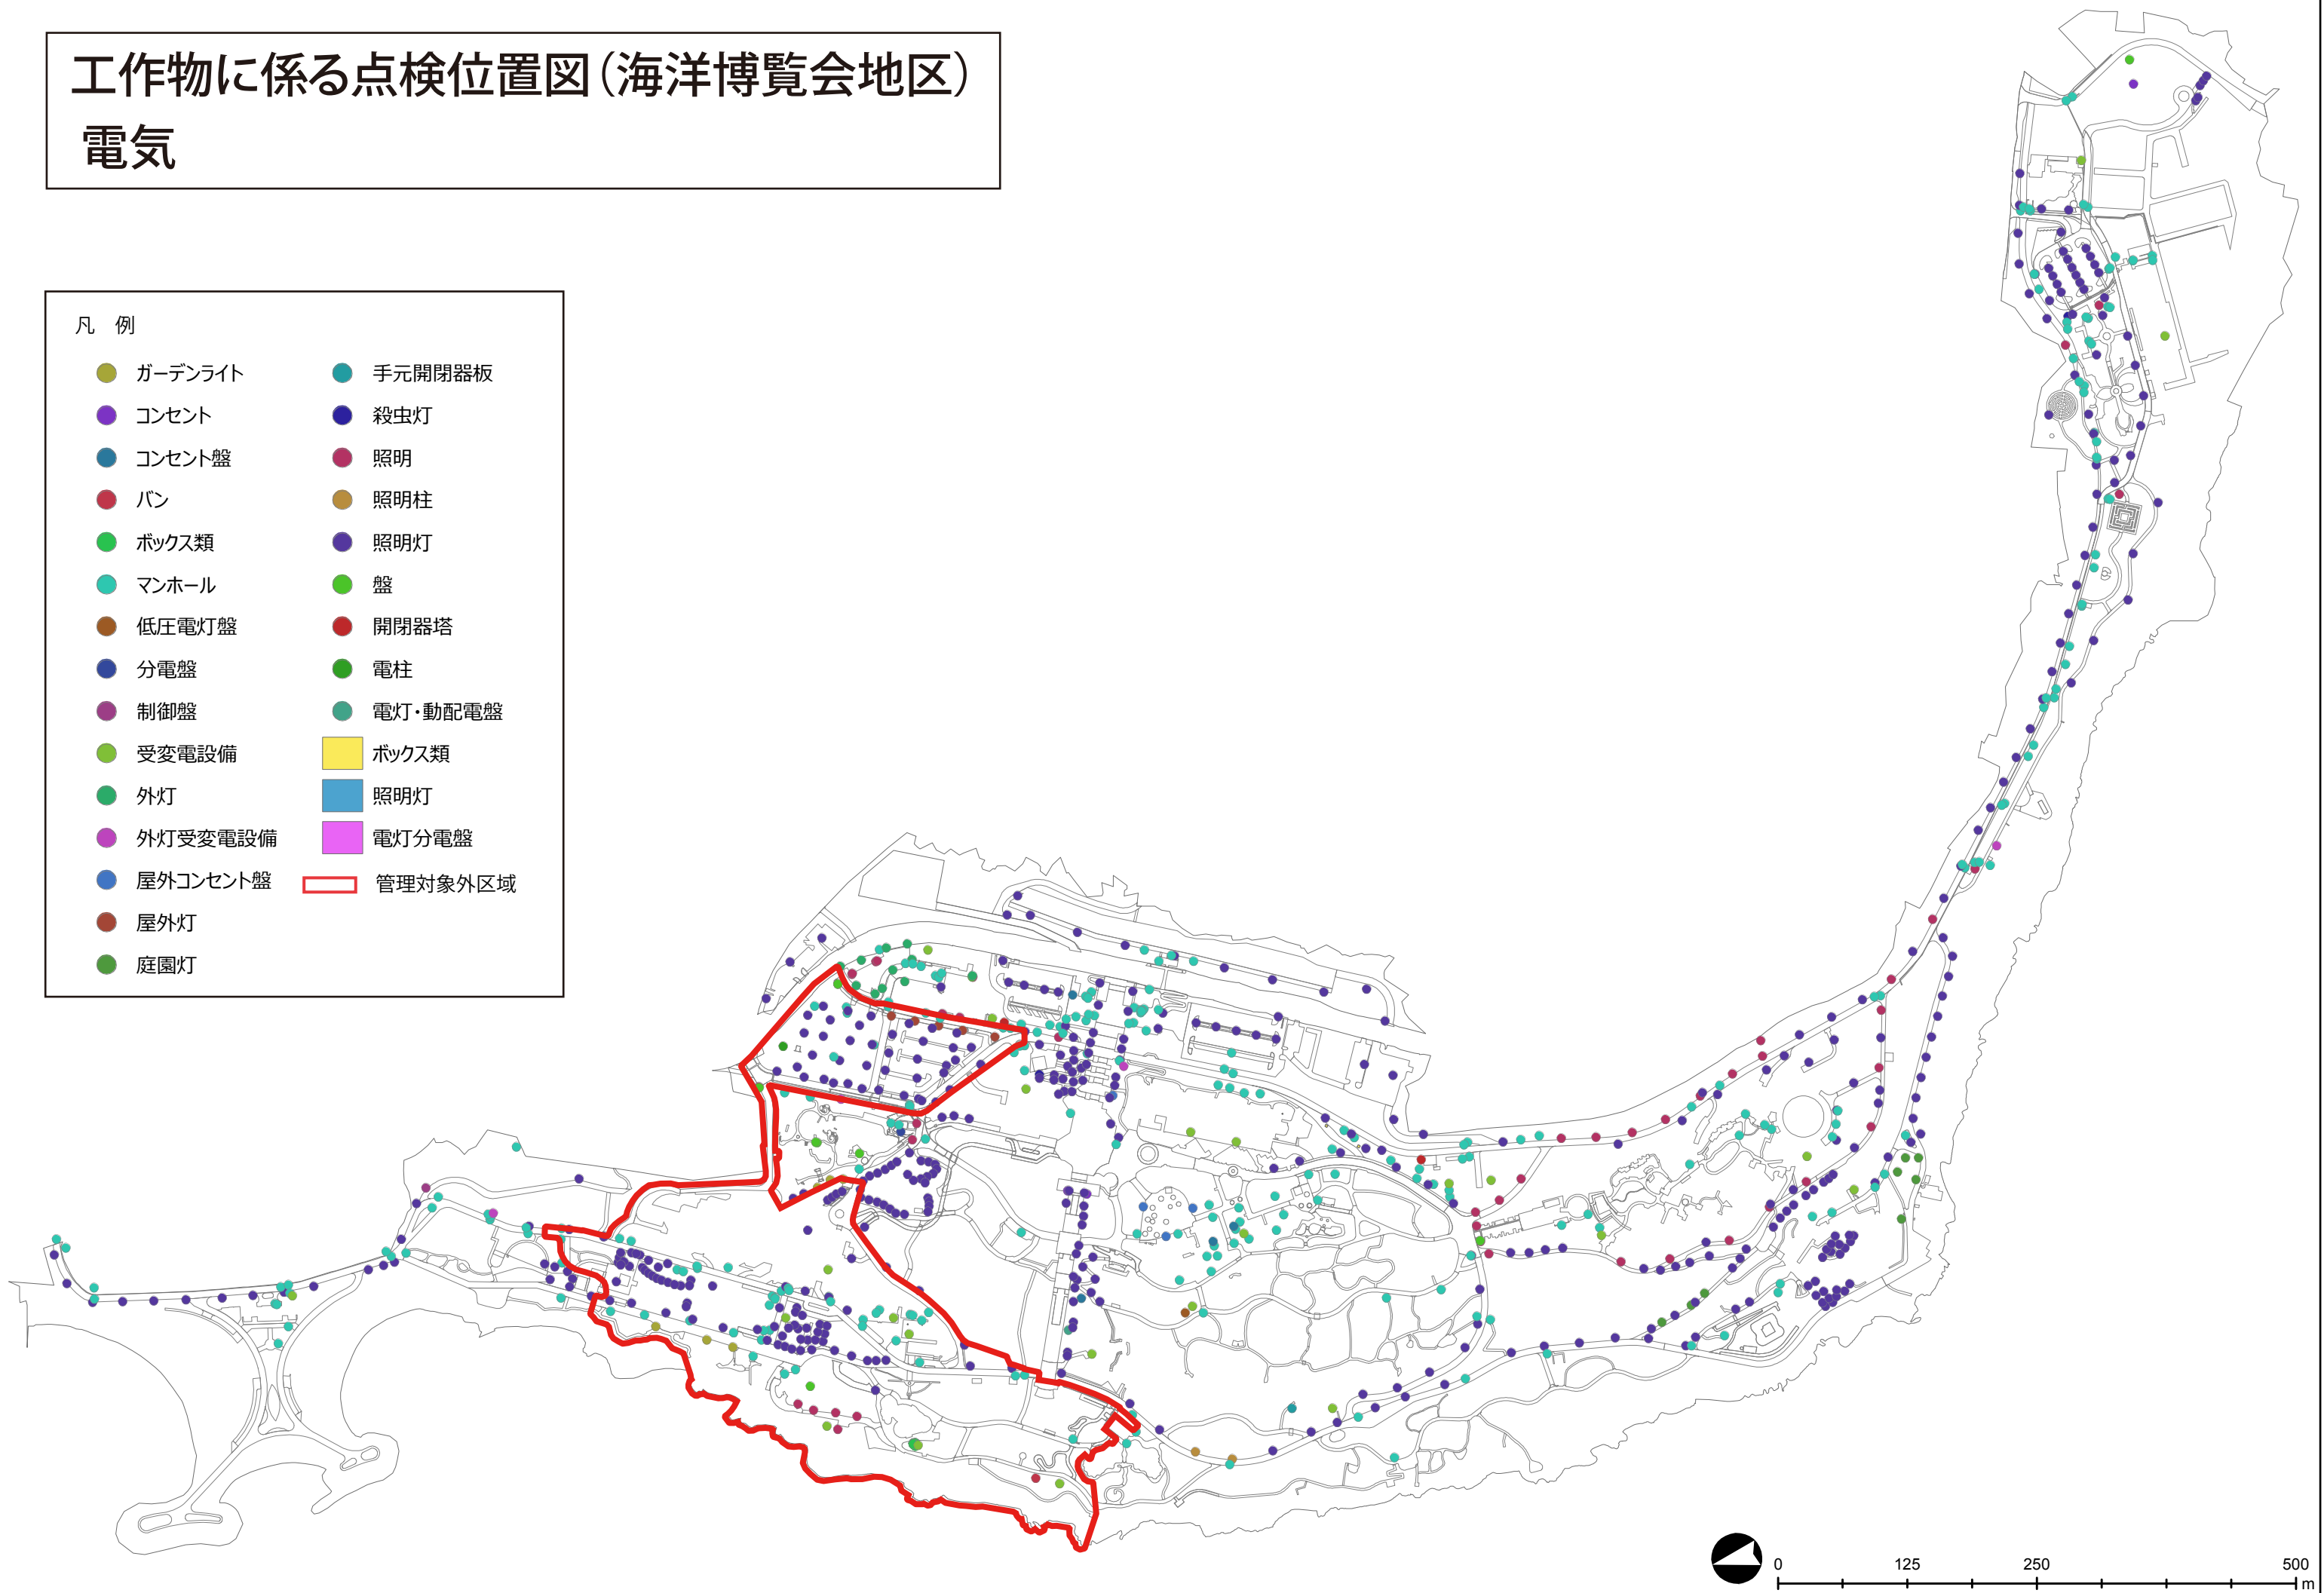 工作物に係る点検位置図（海洋博覧会地区）
電気
凡　例
ガーデンライト
コンセント
コンセント盤
バン
ボックス類
マンホール
低圧電灯盤
分電盤
制御盤
受変電設備
外灯
外灯受変電設備
屋外コンセント盤
屋外灯
庭園灯
手元開閉器板
殺虫灯
照明
照明柱
照明灯
盤
開閉器塔
電柱
電灯・動配電盤
ボックス類
照明灯
電灯分電盤
管理対象外区域
0 125 250 500
m